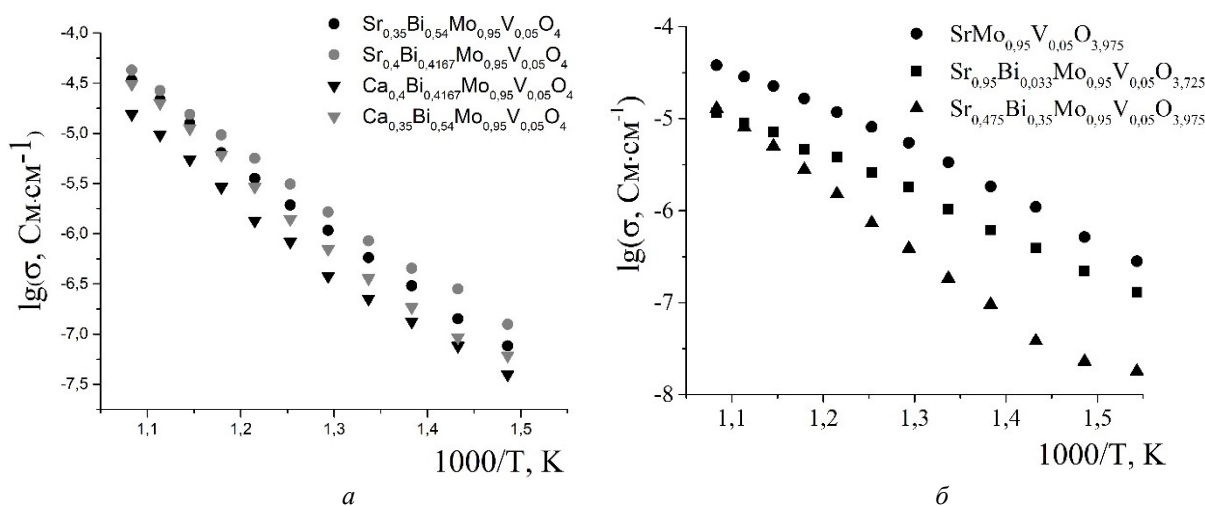 Sr0,35Bi0,54Mo0,95V0,05O4
Sr0,4Bi0,4167Mo0,95V0,05O4
Ca0,4Bi0,4167Mo0,95V0,05O4
Ca0,35Bi0,54Mo0,95V0,05O4
lg(σ, См·см-1)
-4,0
-4,5
-5,0
-5,5
-6,0
-6,5
-7,0
-7,5
1,1 1,2 1,3 1,4 1,5
1000/T, K
а
SrMo0,95V0,05O3,975
Sr0,95Bi0,033Mo0,95V0,05O3,725
Sr0,475Bi0,35Mo0,95V0,05O3,975
lg(σ, См·см-1)
-4
-5
-6
-7
-8
1,1 1,2 1,3 1,4 1,5
1000/T, K
б